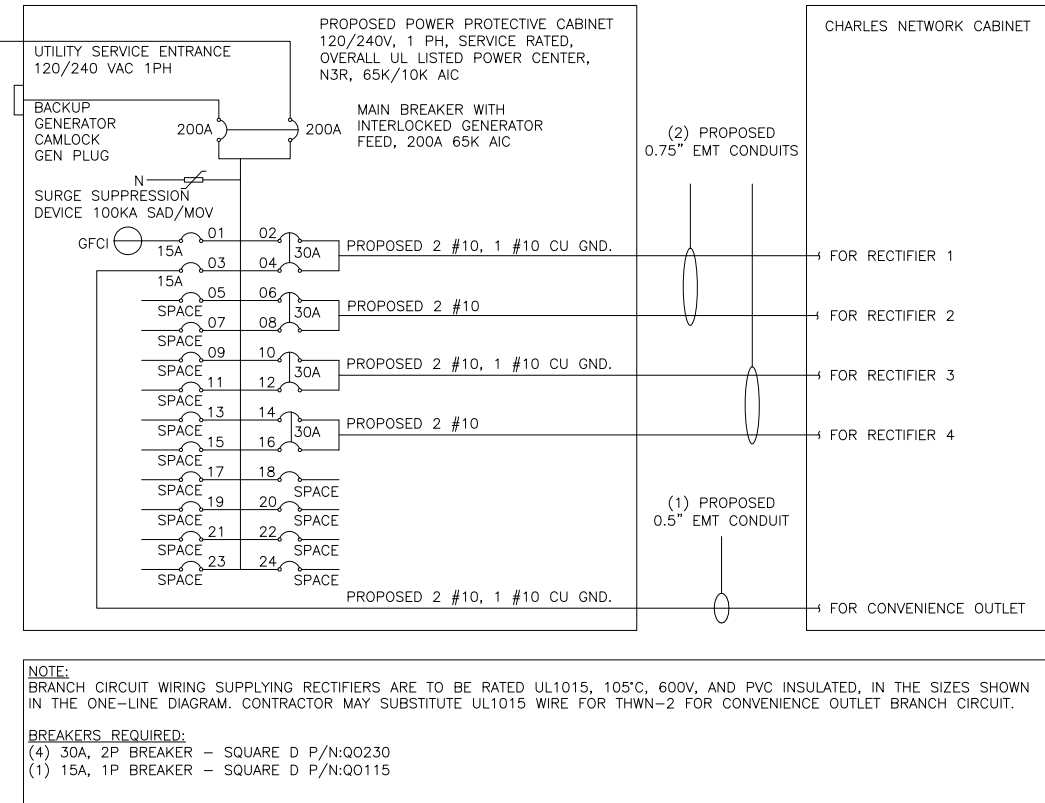 PROPOSED POWER PROTECTIVE CABINET
120/240V, 1 PH, SERVICE RATED,
OVERALL UL LISTED POWER CENTER,
N3R, 65K/10K AIC
CHARLES NETWORK CABINET
UTILITY SERVICE ENTRANCE
120/240 VAC 1PH
BACKUP
GENERATOR
CAMLOCK
GEN PLUG
200A
200A
MAIN BREAKER WITH
INTERLOCKED GENERATOR
FEED, 200A 65K AIC
(2) PROPOSED
0.75" EMT CONDUITS
N
SURGE SUPPRESSION
DEVICE 100KA SAD/MOV
GFCI
15A
01
02
30A
PROPOSED 2 #10, 1 #10 CU GND.
FOR RECTIFIER 1
15A
03
04
SPACE
05
06
30A
PROPOSED 2 #10
FOR RECTIFIER 2
SPACE
07
08
SPACE
09
10
30A
PROPOSED 2 #10, 1 #10 CU GND.
FOR RECTIFIER 3
SPACE
11
12
SPACE
13
14
30A
PROPOSED 2 #10
FOR RECTIFIER 4
SPACE
15
16
SPACE
17
18
SPACE
SPACE
19
20
SPACE
SPACE
21
22
SPACE
SPACE
23
24
SPACE
(1) PROPOSED
0.5" EMT CONDUIT
PROPOSED 2 #10, 1 #10 CU GND.
FOR CONVENIENCE OUTLET
NOTE:
BRANCH CIRCUIT WIRING SUPPLYING RECTIFIERS ARE TO BE RATED UL1015, 105°C, 600V, AND PVC INSULATED, IN THE SIZES SHOWN
IN THE ONE-LINE DIAGRAM. CONTRACTOR MAY SUBSTITUTE UL1015 WIRE FOR THWN-2 FOR CONVENIENCE OUTLET BRANCH CIRCUIT.
BREAKERS REQUIRED:
(4) 30A, 2P BREAKER - SQUARE D P/N:QO230
(1) 15A, 1P BREAKER - SQUARE D P/N:QO115